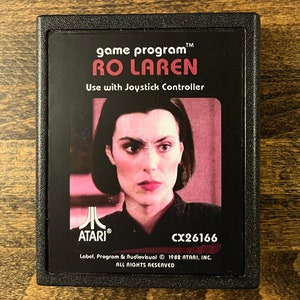 game program™
RO LAREN
Use with Joystick Controller
ATARI® CX26166
Label, Program & Audiovisual © 1982 ATARI, INC.
ALL RIGHTS RESERVED